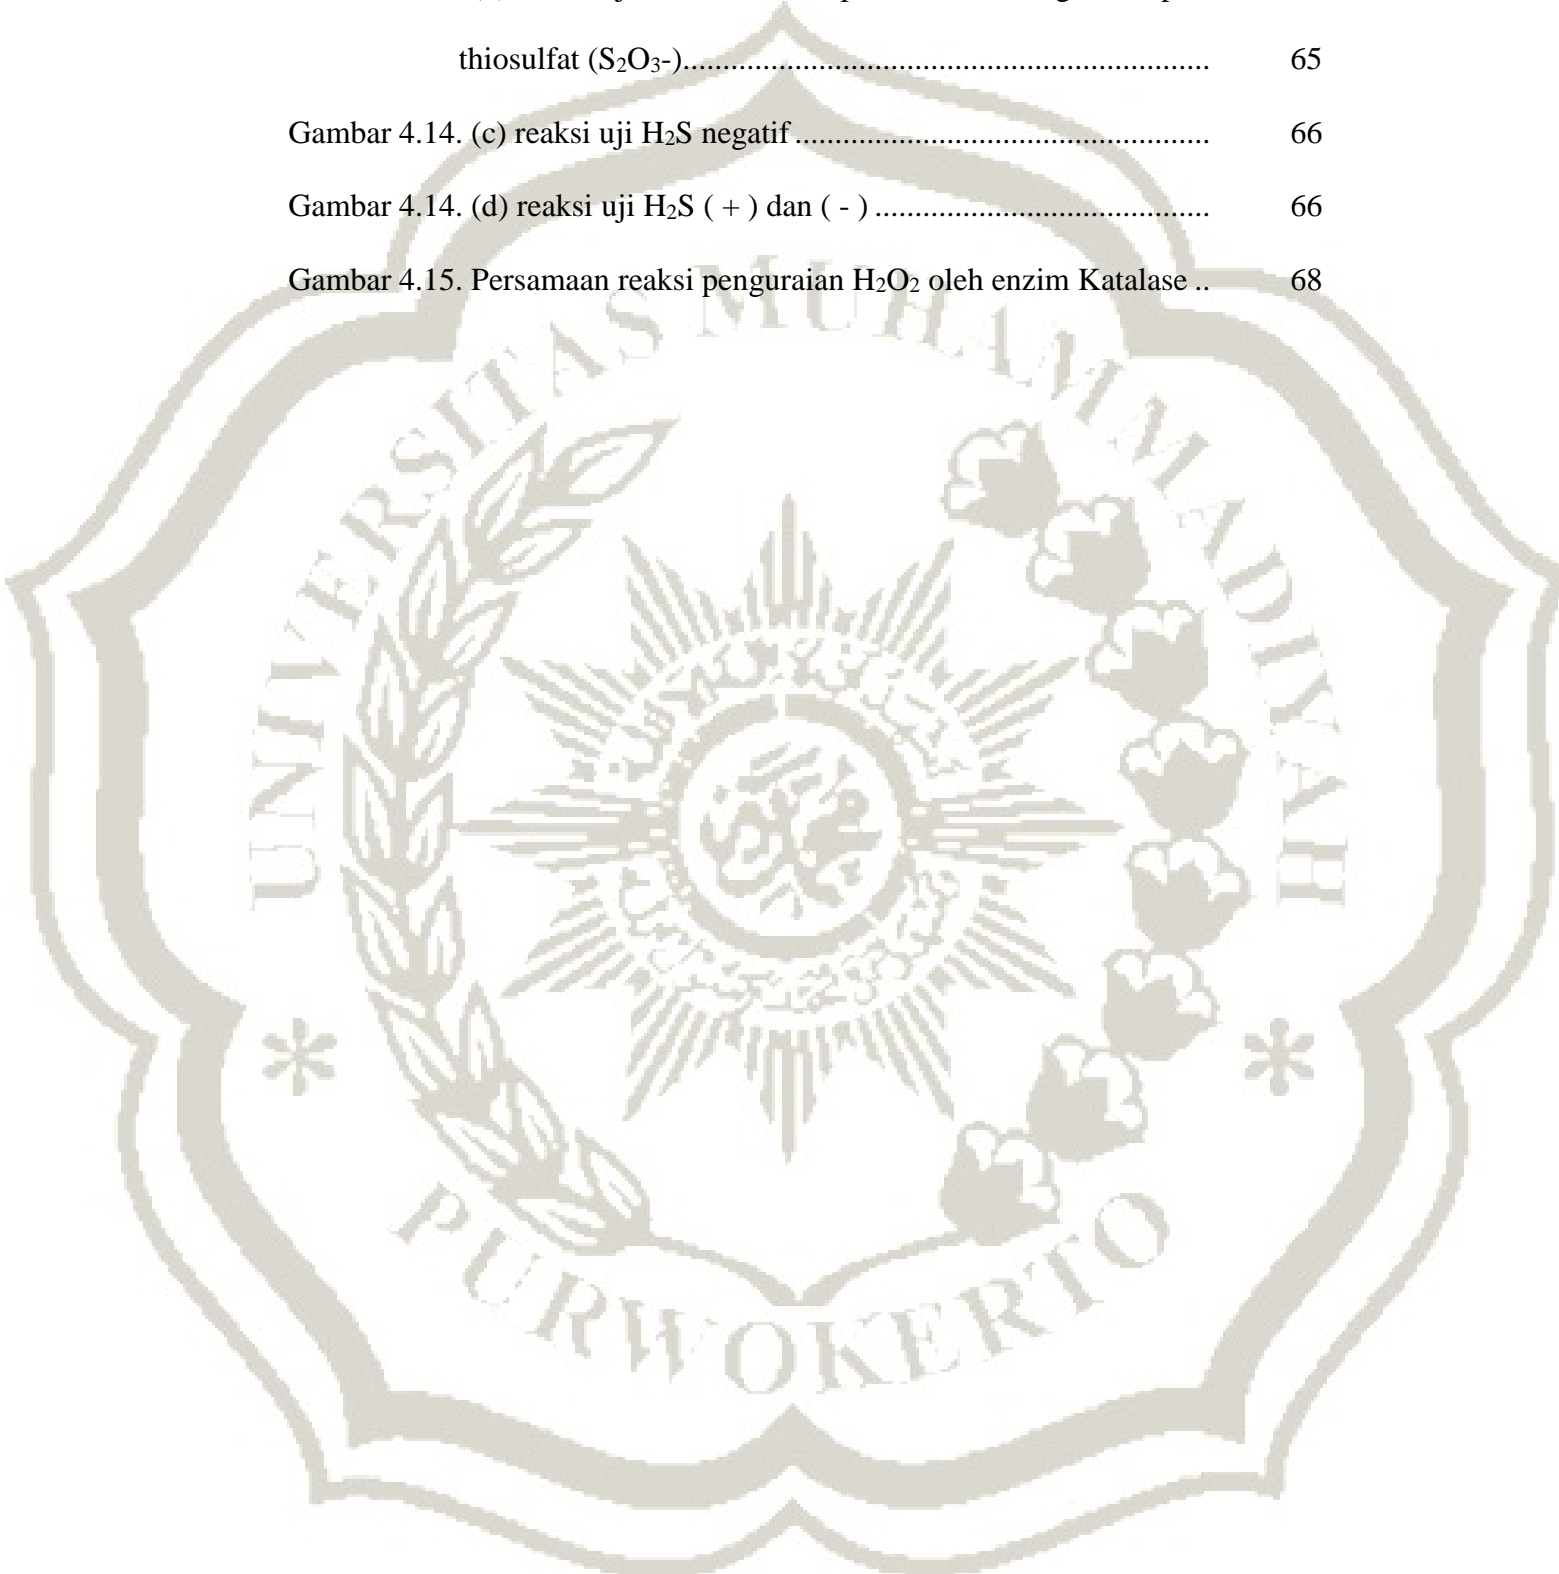 thiosulfat (S₂O₃-)................................................................. 65
Gambar 4.14. (c) reaksi uji H₂S negatif ................................................... 66
Gambar 4.14. (d) reaksi uji H₂S ( + ) dan ( - ) ......................................... 66
Gambar 4.15. Persamaan reaksi penguraian H₂O₂ oleh enzim Katalase .. 68
UNIVERSITAS MUHAMMADIYAH
PURWOKERTO